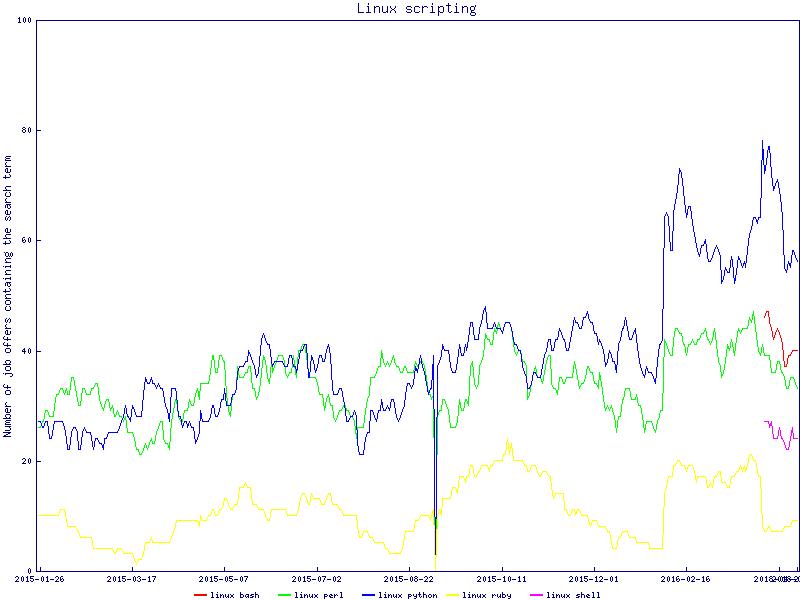 Linux scripting
100
80
60
40
20
0
Number of job offers containing the search term
2015-01-26 2015-03-17 2015-05-07 2015-07-02 2015-08-22 2015-10-11 2015-12-01 2016-02-16
linux bash linux perl linux python linux ruby linux shell